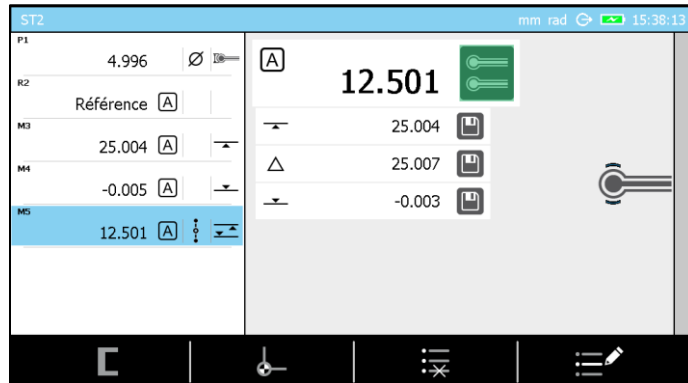 ST2
mm rad 15:38:13
P1
4.996 Ø
R2
Référence A
M3
25.004 A
M4
-0.005 A
M5
12.501 A
A
12.501
25.004
25.007
-0.003